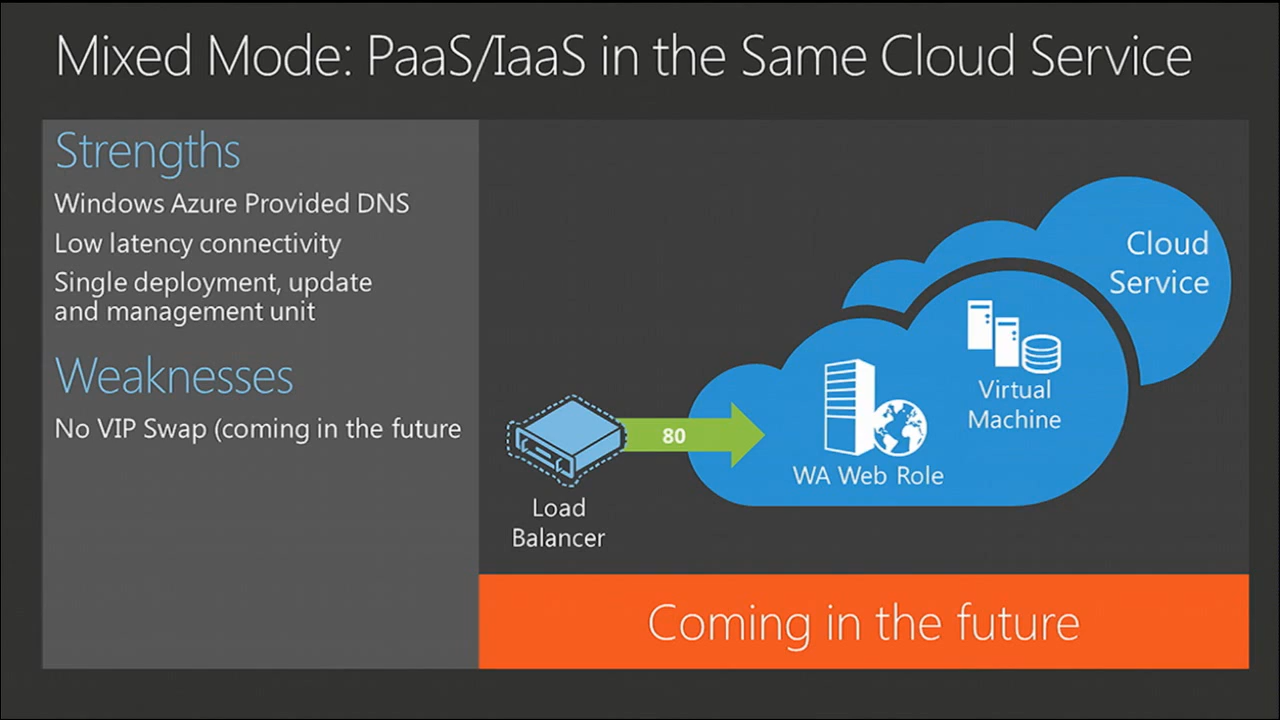 Mixed Mode: PaaS/IaaS in the Same Cloud Service
Strengths
Windows Azure Provided DNS
Low latency connectivity
Single deployment, update
and management unit
Weaknesses
No VIP Swap (coming in the future
Cloud
Service
Virtual
Machine
80
WA Web Role
Load
Balancer
Coming in the future